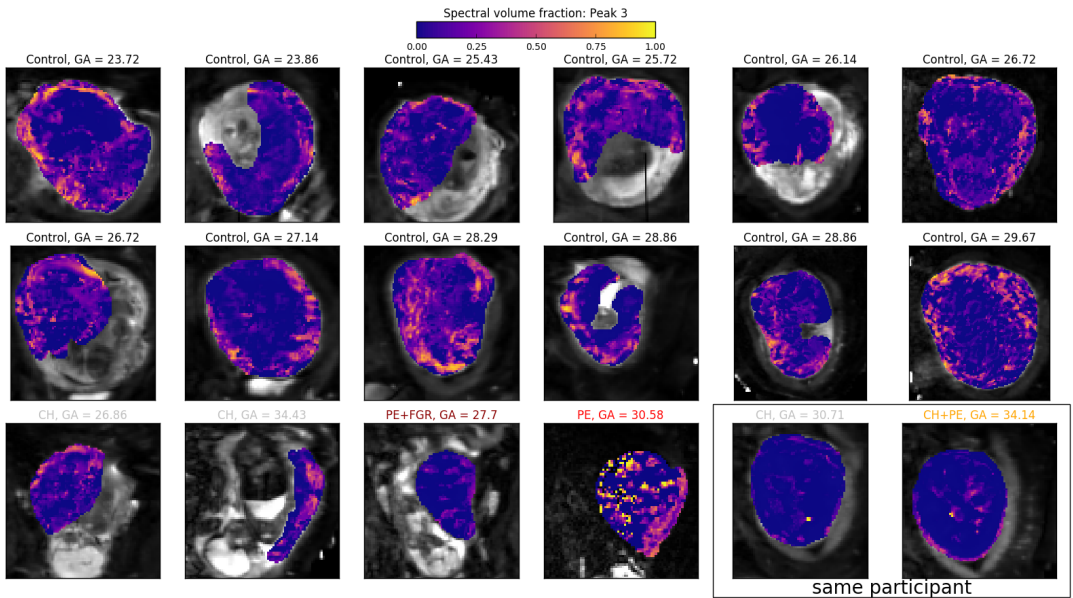 Spectral volume fraction: Peak 3
0.00 0.25 0.50 0.75 1.00
Control, GA = 23.72 Control, GA = 23.86 Control, GA = 25.43 Control, GA = 25.72 Control, GA = 26.14 Control, GA = 26.72
Control, GA = 26.72 Control, GA = 27.14 Control, GA = 28.29 Control, GA = 28.86 Control, GA = 28.86 Control, GA = 29.67
CH, GA = 26.86 CH, GA = 34.43 PE+FGR, GA = 27.7 PE, GA = 30.58 CH, GA = 30.71 CH+PE, GA = 34.14
same participant